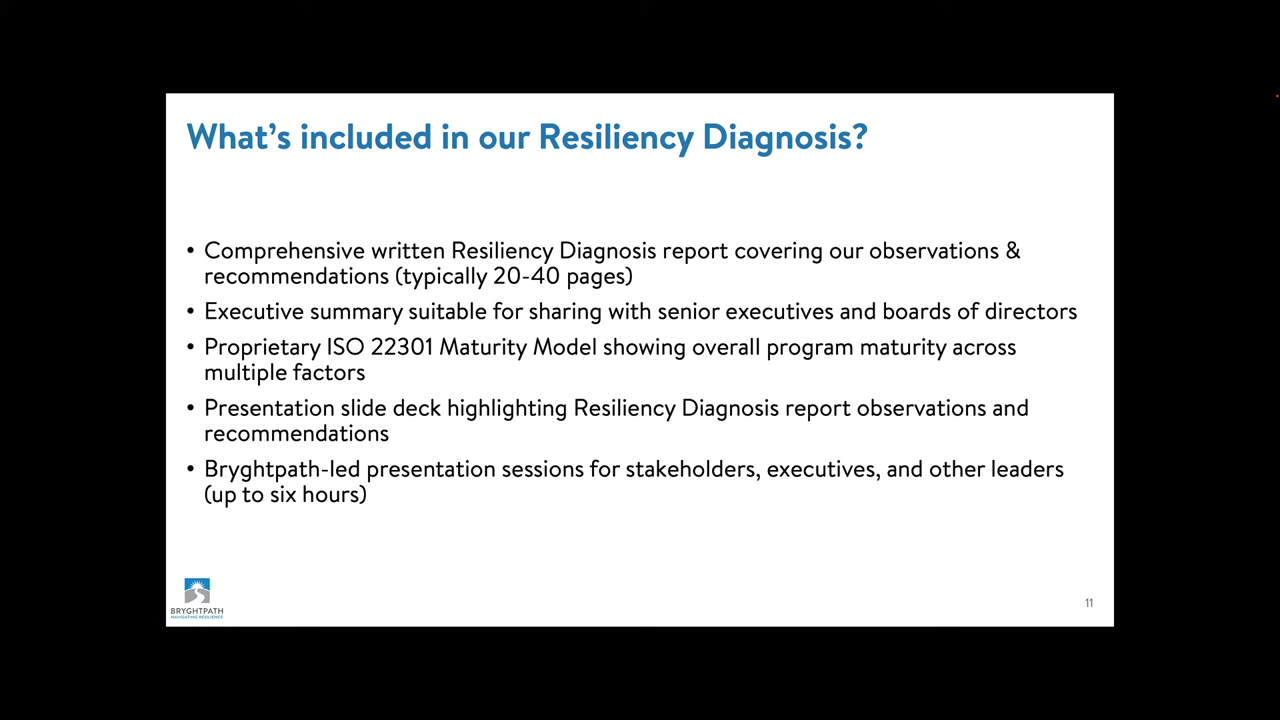 What's included in our Resiliency Diagnosis?
• Comprehensive written Resiliency Diagnosis report covering our observations &
recommendations (typically 20-40 pages)
• Executive summary suitable for sharing with senior executives and boards of directors
• Proprietary ISO 22301 Maturity Model showing overall program maturity across
multiple factors
• Presentation slide deck highlighting Resiliency Diagnosis report observations and
recommendations
• Bryghtpath-led presentation sessions for stakeholders, executives, and other leaders
(up to six hours)
BRYGHTPATH
NAVIGATING RESILIENCE
11